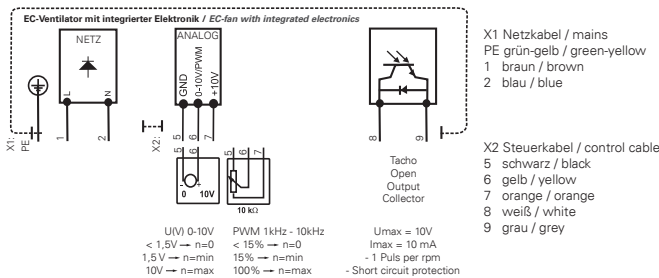 EC-Ventilator mit integrierter Elektronik / EC-fan with integrated electronics
NETZ
ANALOG
L
N
GND
0-10V/PWM
+10V
X1:
PE
1
2
X2:
5
6
7
8
9
5
6
5
6
7
- +
0 10V
10 kΩ
Tacho
Open
Output
Collector
U(V) 0-10V
< 1,5V → n=0
1,5 V → n=min
10V → n=max
PWM 1kHz - 10kHz
< 15% → n=0
15% → n=min
100% → n=max
Umax = 10V
Imax = 10 mA
- 1 Puls per rpm
- Short circuit protection
X1 Netzkabel / mains
PE grün-gelb / green-yellow
1 braun / brown
2 blau / blue
X2 Steuerkabel / control cable
5 schwarz / black
6 gelb / yellow
7 orange / orange
8 weiß / white
9 grau / grey